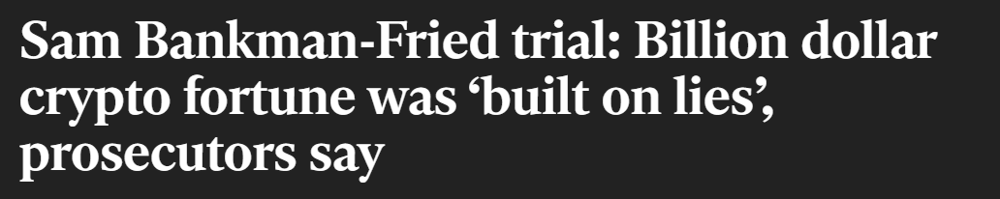 Sam Bankman-Fried trial: Billion dollar
crypto fortune was ‘built on lies’,
prosecutors say